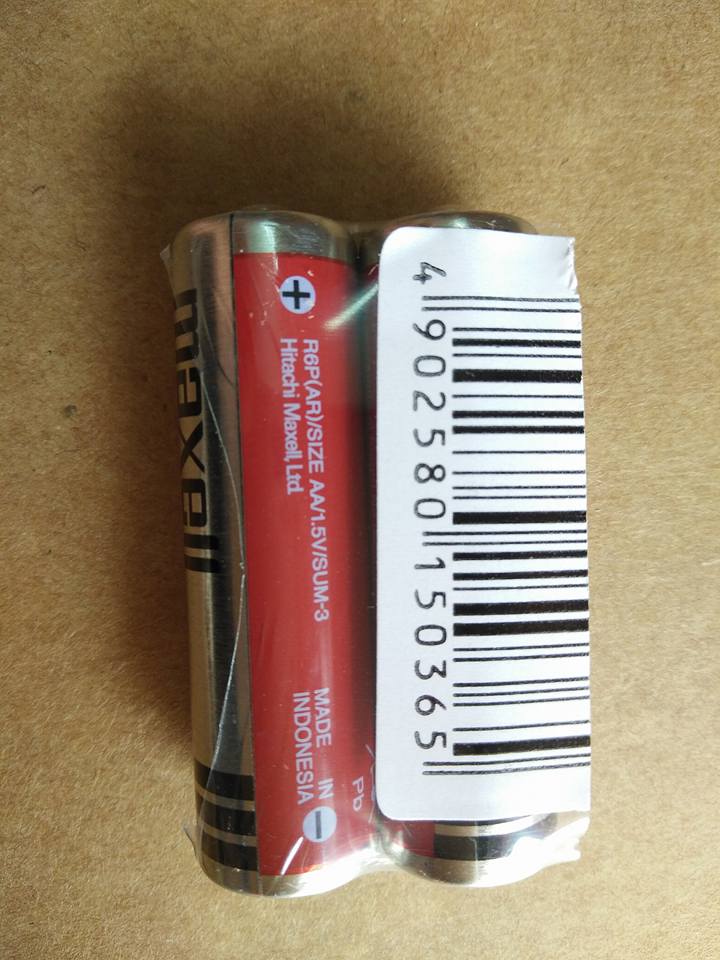 maxell
+
R6P(AR)/SIZE AA/1.5V/SUM-3
Hitachi Maxell, Ltd.
MADE IN
INDONESIA
−
Pb
4 902580 150365